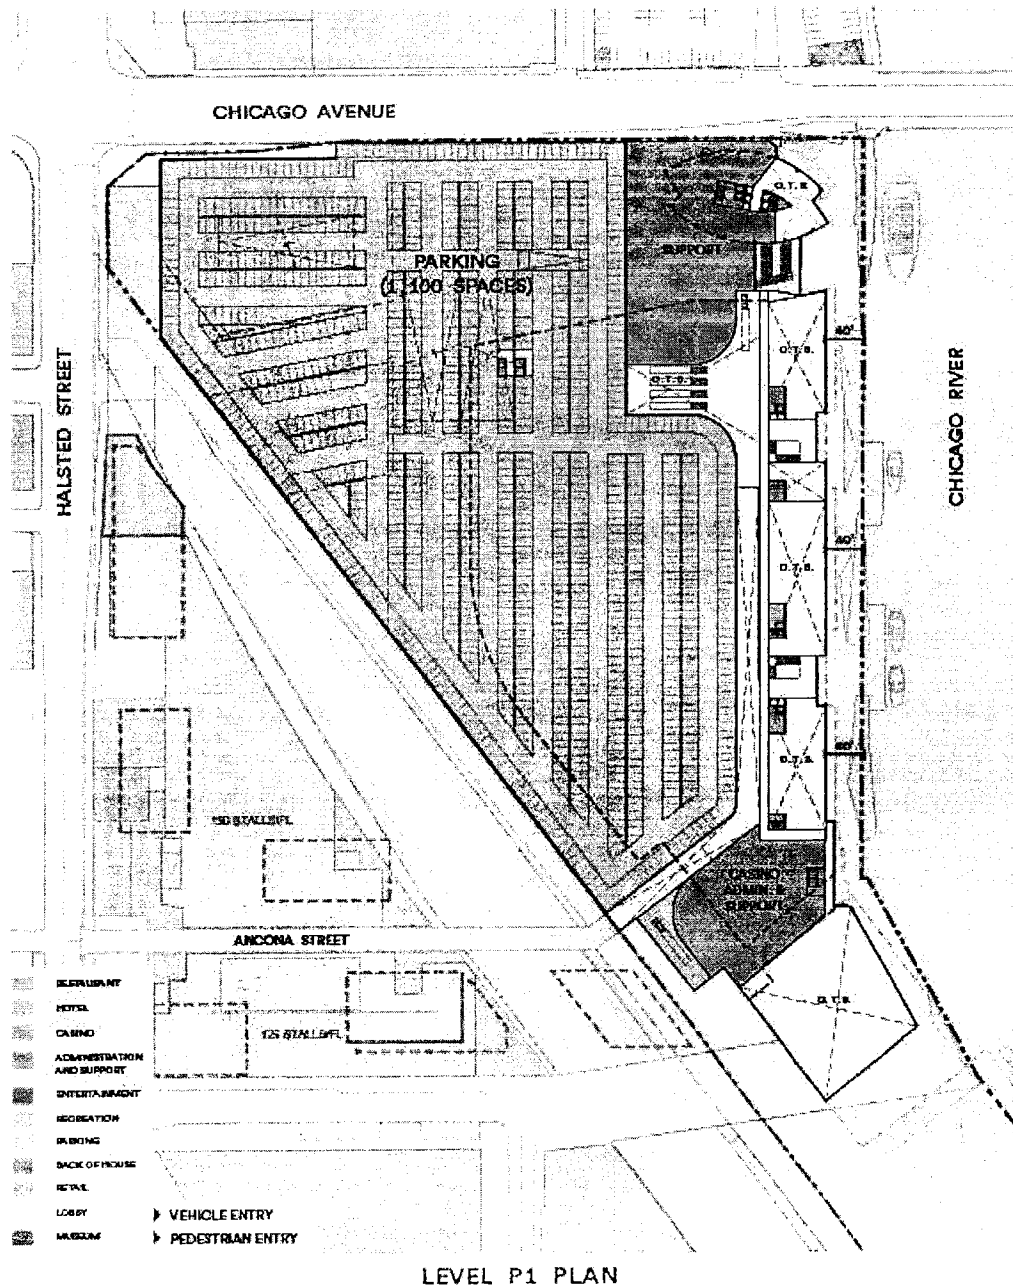 CHICAGO AVENUE
O.T.B.
SUPPORT
PARKING
(1,100 SPACES)
40'
O.T.B.
O.T.B.
HALSTED STREET
CHICAGO RIVER
40'
O.T.B.
O.T.B.
150 STALLS/FL
CASINO
ADMIN &
SUPPORT
ANCONA STREET
RESTAURANT
HOTEL
O.T.B.
CASINO
125 STALLS/FL
ADMINISTRATION
AND SUPPORT
ENTERTAINMENT
RECREATION
PARKING
BACK OF HOUSE
RETAIL
LOBBY
VEHICLE ENTRY
MUSEUM
PEDESTRIAN ENTRY
LEVEL P1 PLAN